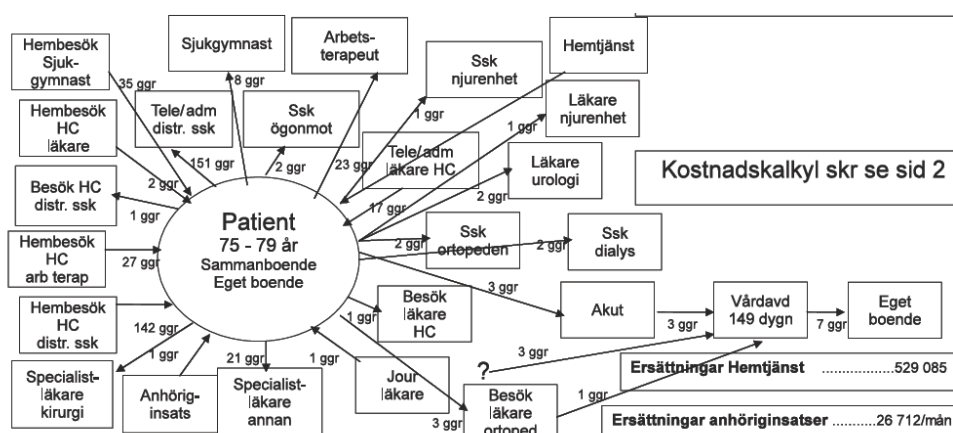 Hembesök
Sjuk-
gymnast
35 ggr
Sjukgymnast
8 ggr
Arbets-
terapeut
23 ggr
Ssk
njurenhet
1 ggr
Hemtjänst
Läkare
njurenhet
1 ggr
Hembesök
HC
läkare
2 ggr
Tele/adm
distr. ssk
151 ggr
Ssk
ögonmot
2 ggr
Tele/adm
läkare HC
17 ggr
Läkare
urologi
2 ggr
Kostnadskalkyl skr se sid 2
Besök HC
distr. ssk
1 ggr
Patient
75 - 79 år
Sammanboende
Eget boende
Ssk
ortopeden
2 ggr
Ssk
dialys
2 ggr
Hembesök
HC
arb terap
27 ggr
Hembesök
HC
distr. ssk
142 ggr
Besök
läkare
HC
1 ggr
3 ggr
Akut
3 ggr
Vårdavd
149 dygn
7 ggr
Eget
boende
Specialist-
läkare
kirurgi
1 ggr
Anhörig-
insats
21 ggr
Specialist-
läkare
annan
1 ggr
Jour
läkare
3 ggr
?
3 ggr
Besök
läkare
ortoped
1 ggr
Ersättningar Hemtjänst ............529 085
Ersättningar anhöriginsatser ..........26 712/mån